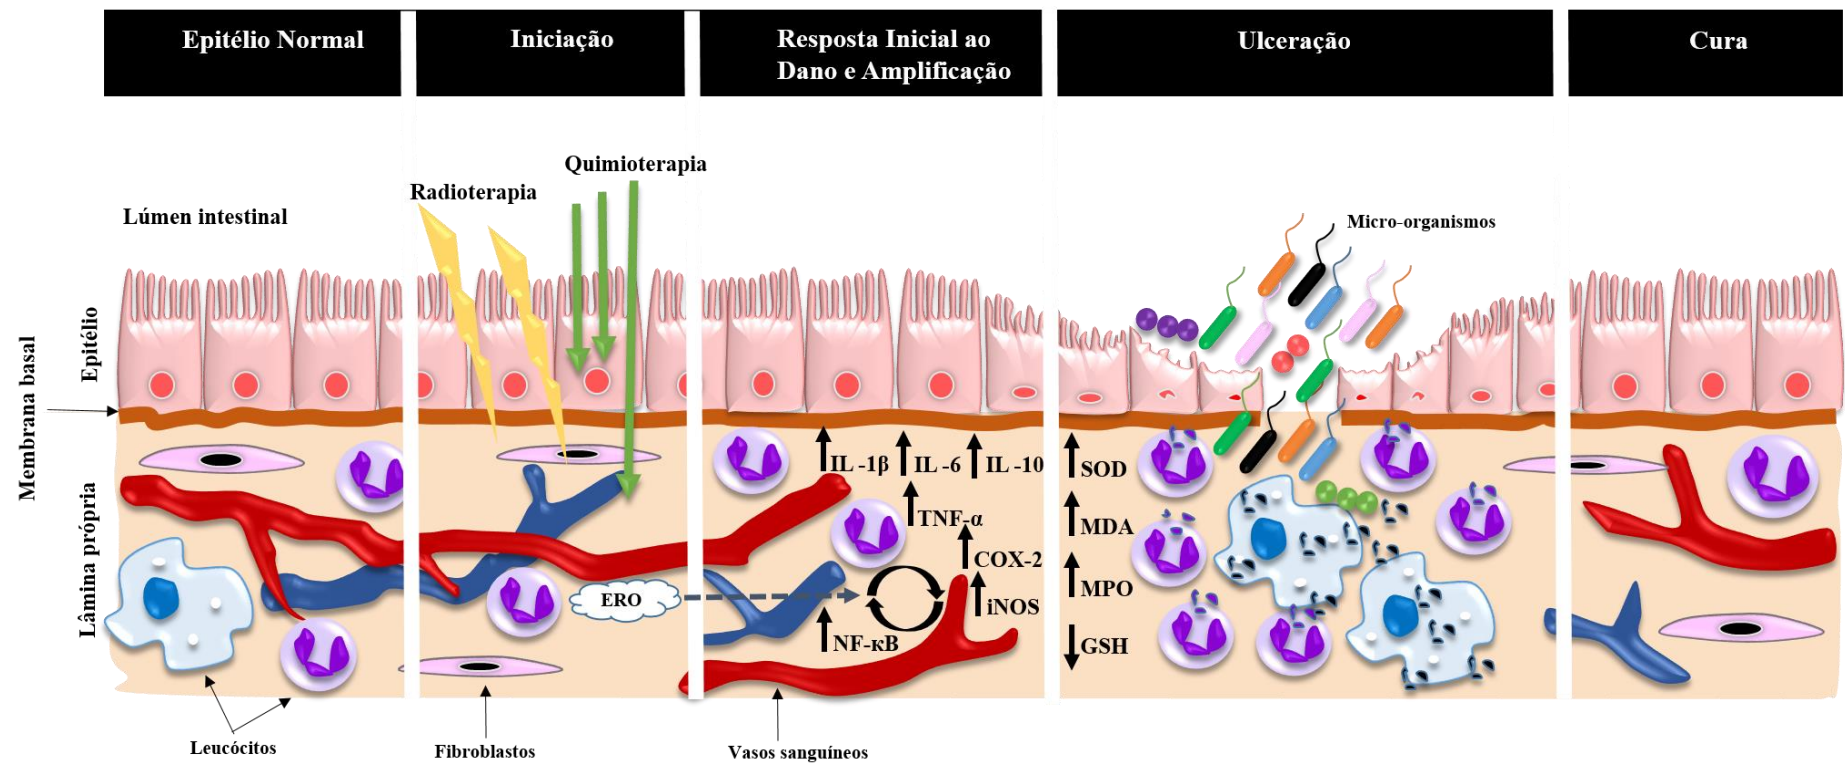 Epitélio Normal
Iniciação
Resposta Inicial ao
Dano e Amplificação
Ulceração
Cura
Quimioterapia
Radioterapia
Lúmen intestinal
Micro-organismos
Membrana basal
Epitélio
Lâmina própria
IL -1β
IL -6
IL -10
TNF-α
COX-2
iNOS
ERO
NF-κB
SOD
MDA
MPO
GSH
Leucócitos
Fibroblastos
Vasos sanguíneos